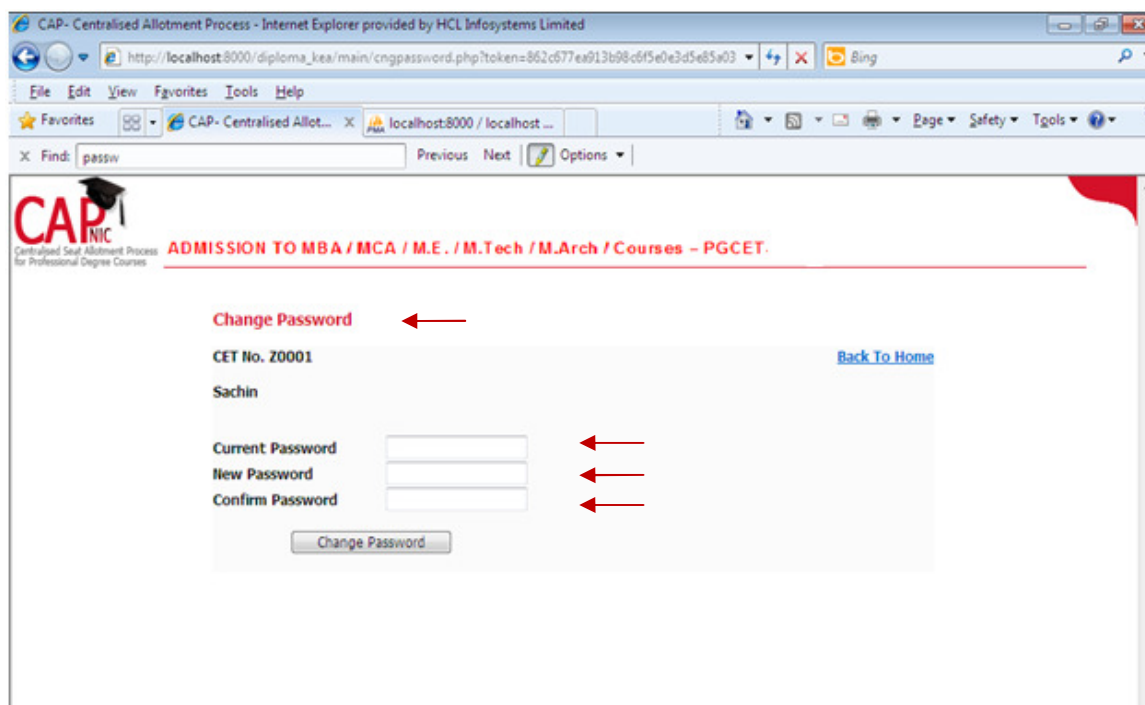 CAP- Centralised Allotment Process - Internet Explorer provided by HCL Infosystems Limited
http://localhost:8000/diploma_kea/main/cngpassword.php?token=862c677ea913b98c6f5e0e3d5e85a03
Bing
File Edit View Favorites Tools Help
Favorites CAP- Centralised Allot... X localhost:8000 / localhost ... Page Safety Tools
X Find: passw Previous Next Options
CAP
NIC
Centralised Seat Allotment Process
for Professional Degree Courses
ADMISSION TO MBA / MCA / M.E. / M.Tech / M.Arch / Courses – PGCET.
Change Password
CET No. Z0001 Back To Home
Sachin
Current Password
New Password
Confirm Password
Change Password